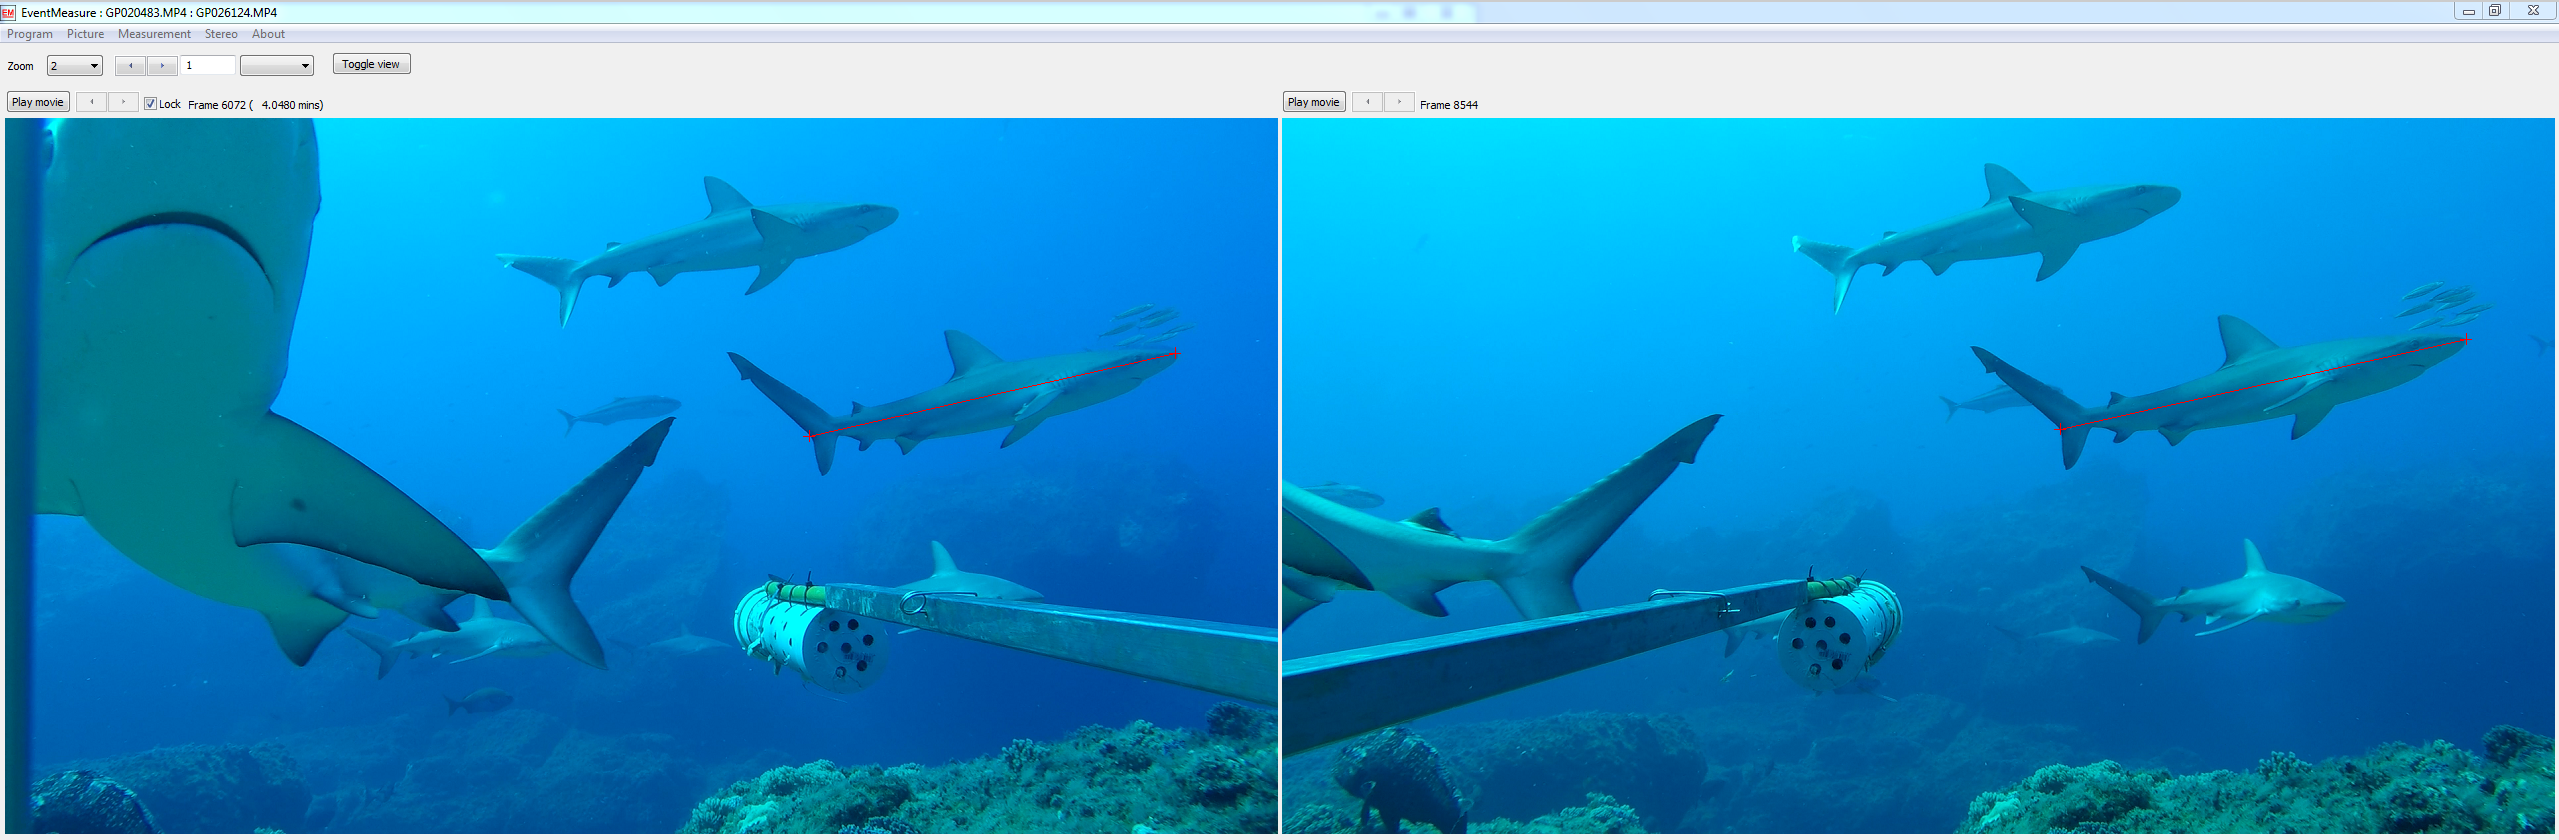 EM EventMeasure : GP020483.MP4 : GP026124.MP4
Program Picture Measurement Stereo About
Zoom 2 1 Toggle view
Play movie Lock Frame 6072 ( 4.0480 mins) Play movie Frame 8544